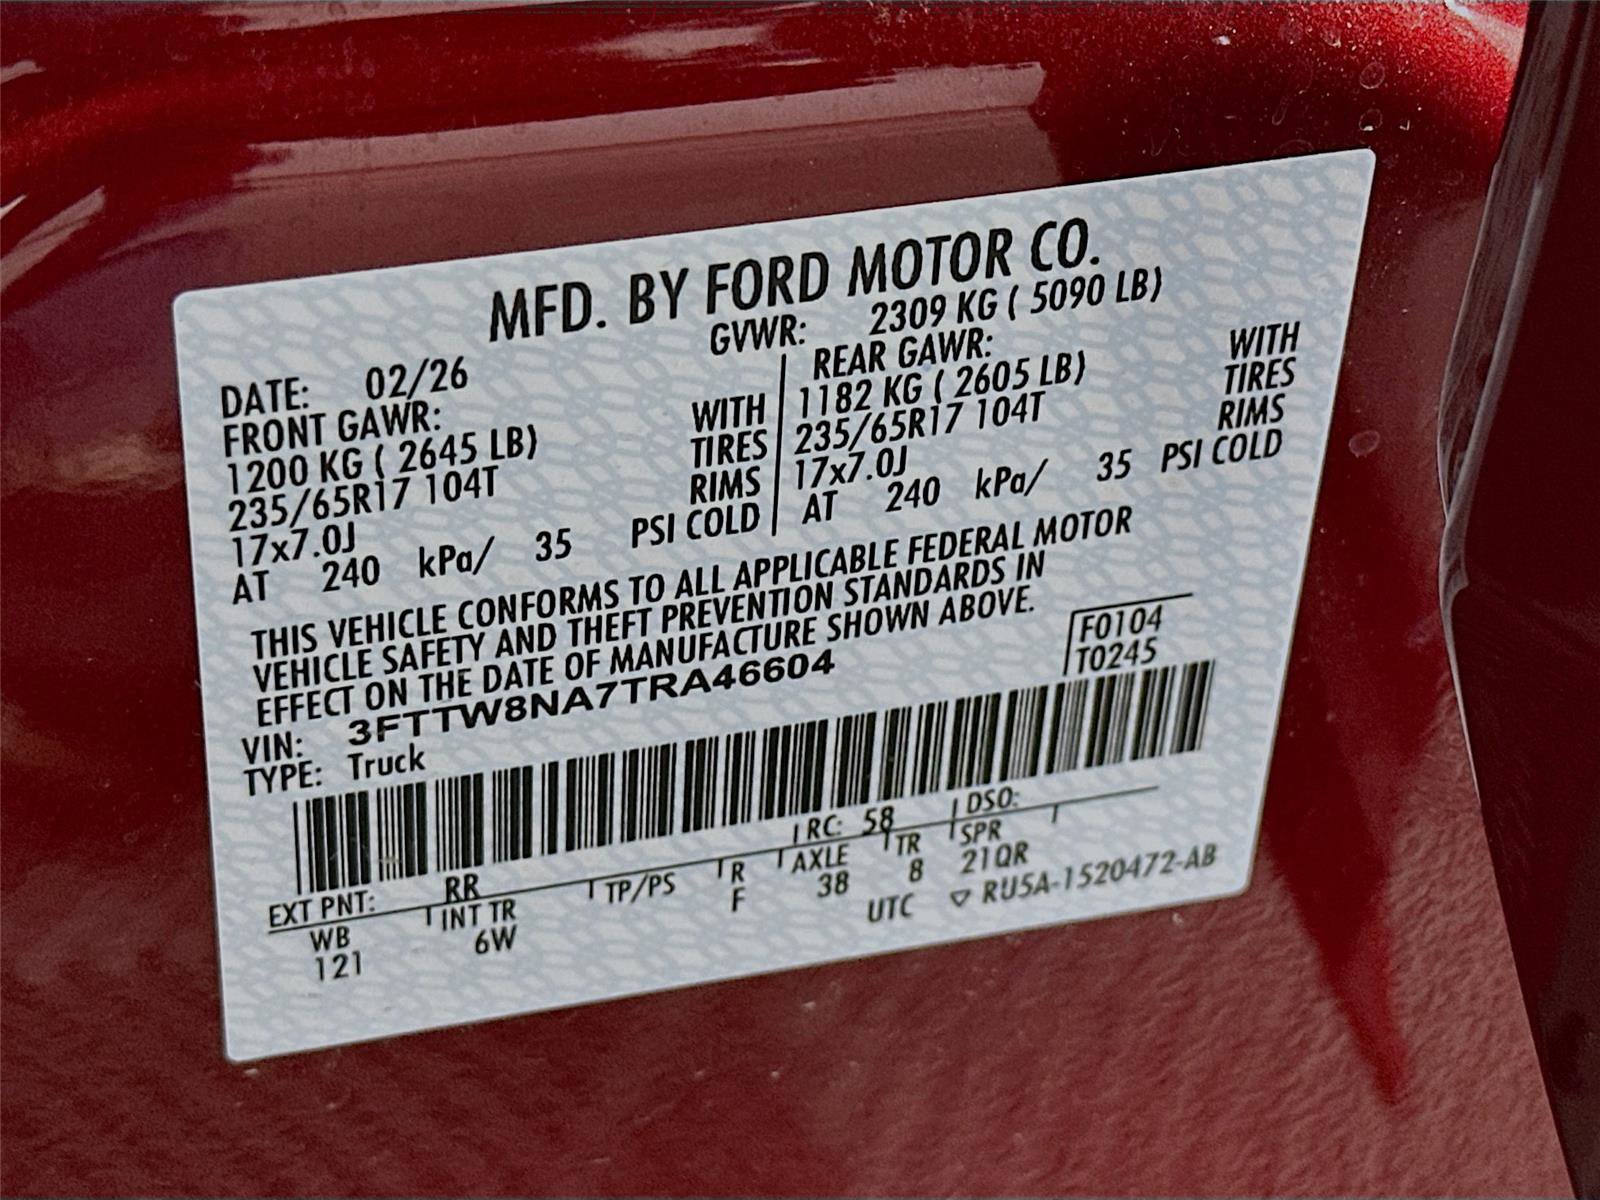 MFD. BY FORD MOTOR CO.
DATE: 02/26 GVWR: 2309 KG ( 5090 LB)
FRONT GAWR: WITH REAR GAWR: WITH
1200 KG ( 2645 LB) TIRES 1182 KG ( 2605 LB) TIRES
235/65R17 104T RIMS 235/65R17 104T RIMS
17x7.0J 17x7.0J
AT 240 kPa/ 35 PSI COLD AT 240 kPa/ 35 PSI COLD
THIS VEHICLE CONFORMS TO ALL APPLICABLE FEDERAL MOTOR
VEHICLE SAFETY AND THEFT PREVENTION STANDARDS IN
EFFECT ON THE DATE OF MANUFACTURE SHOWN ABOVE.
F0104
T0245
VIN: 3FTTW8NA7TRA46604
TYPE: Truck
EXT PNT: RR RC: 58 DSO:
WB INT TR TP/PS R AXLE TR SPR
121 6W F 38 8 21QR
UTC ▽ RU5A-1520472-AB